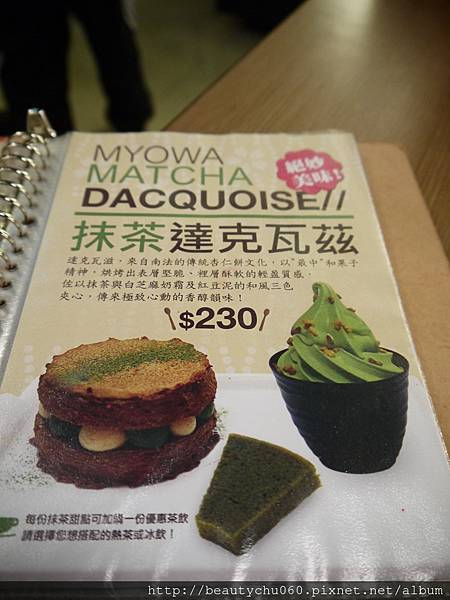 MYOWA
MATCHA
DACQUOISE//
絕妙
美味!
抹茶達克瓦茲
達克瓦滋，來自南法的傳統杏仁餅文化，以"最中"和菓子
精神，烘烤出表層堅脆、裡層酥軟的輕盈質感，
佐以抹茶與白芝麻奶霜及紅豆泥的和風三色
夾心，傳來極致心動的香醇韻味！
$230
每份抹茶甜點可加購一份優惠茶飲
請選擇您想搭配的熱茶或冰飲！
http://beautychu060.pixnet.net/album